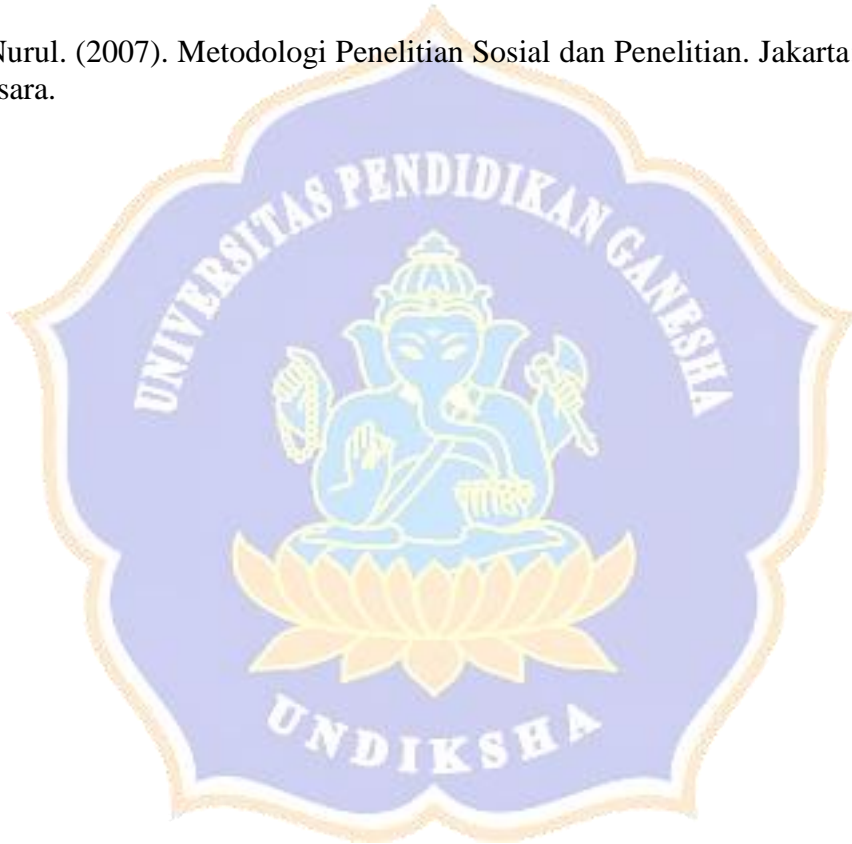 Nurul. (2007). Metodologi Penelitian Sosial dan Penelitian. Jakarta
sara.
UNIVERSITAS PENDIDIKAN GANESHA
UNDIKSHA